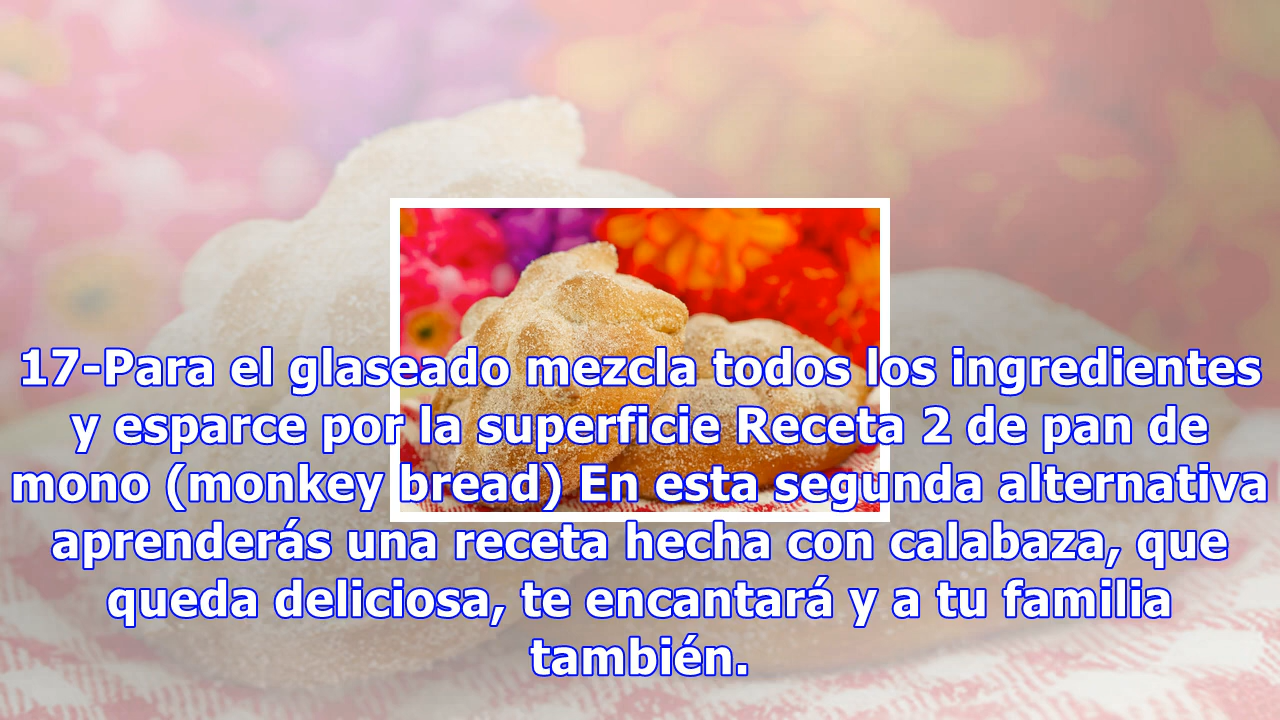 17-Para el glaseado mezcla todos los ingredientes
y esparce por la superficie Receta 2 de pan de
mono (monkey bread) En esta segunda alternativa
aprenderás una receta hecha con calabaza, que
queda deliciosa, te encantará y a tu familia
también.